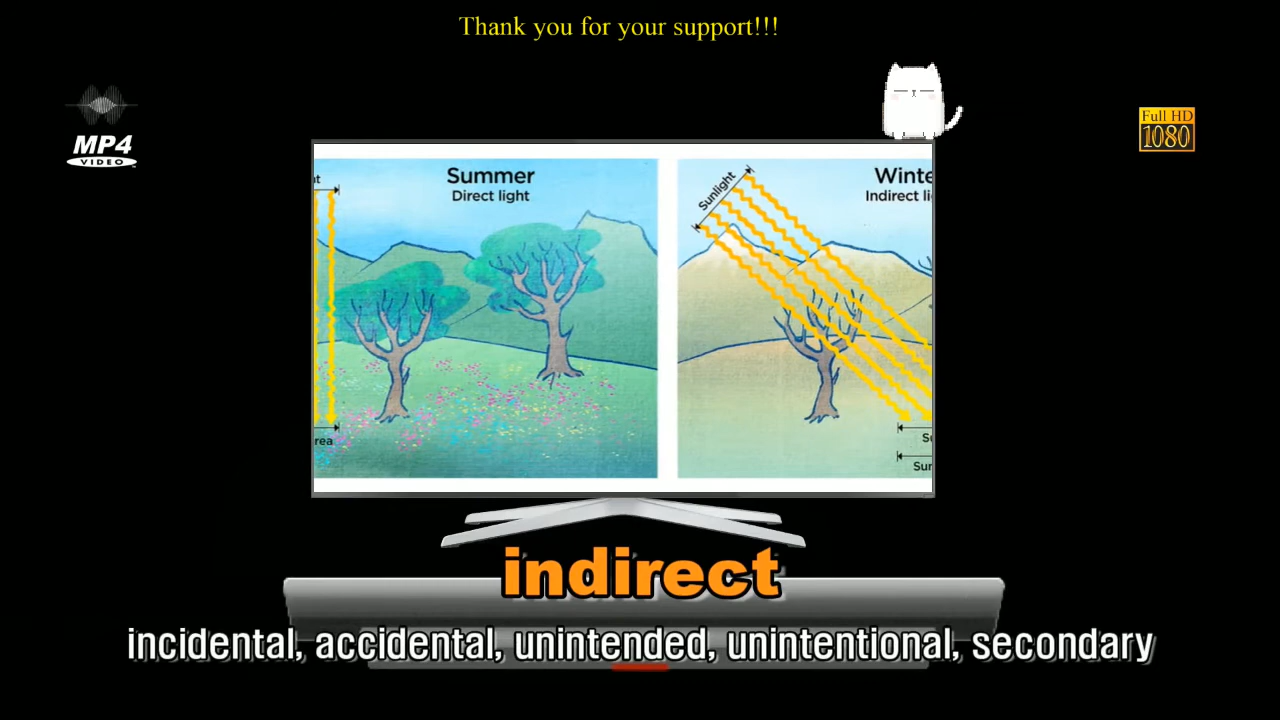 Thank you for your support!!!
MP4
VIDEO
Full HD
1080
Summer
Direct light
Sunlight
Indirect
indirect
incidental, accidental, unintended, unintentional, secondary